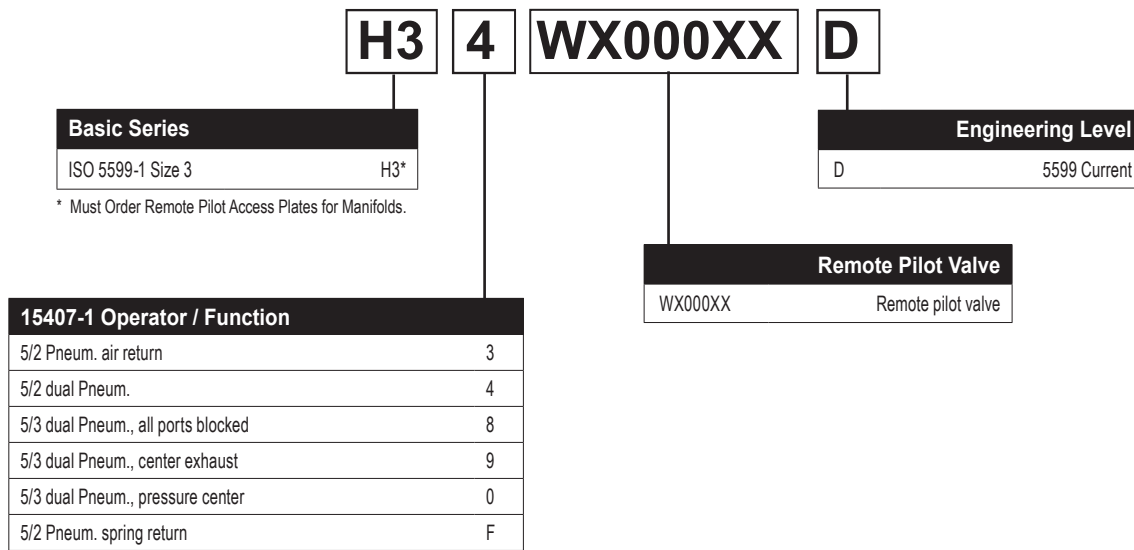 H3 4 WX000XX D
Basic Series
ISO 5599-1 Size 3 H3*
* Must Order Remote Pilot Access Plates for Manifolds.
Engineering Level
D 5599 Current
Remote Pilot Valve
WX000XX Remote pilot valve
15407-1 Operator / Function
5/2 Pneum. air return 3
5/2 dual Pneum. 4
5/3 dual Pneum., all ports blocked 8
5/3 dual Pneum., center exhaust 9
5/3 dual Pneum., pressure center 0
5/2 Pneum. spring return F